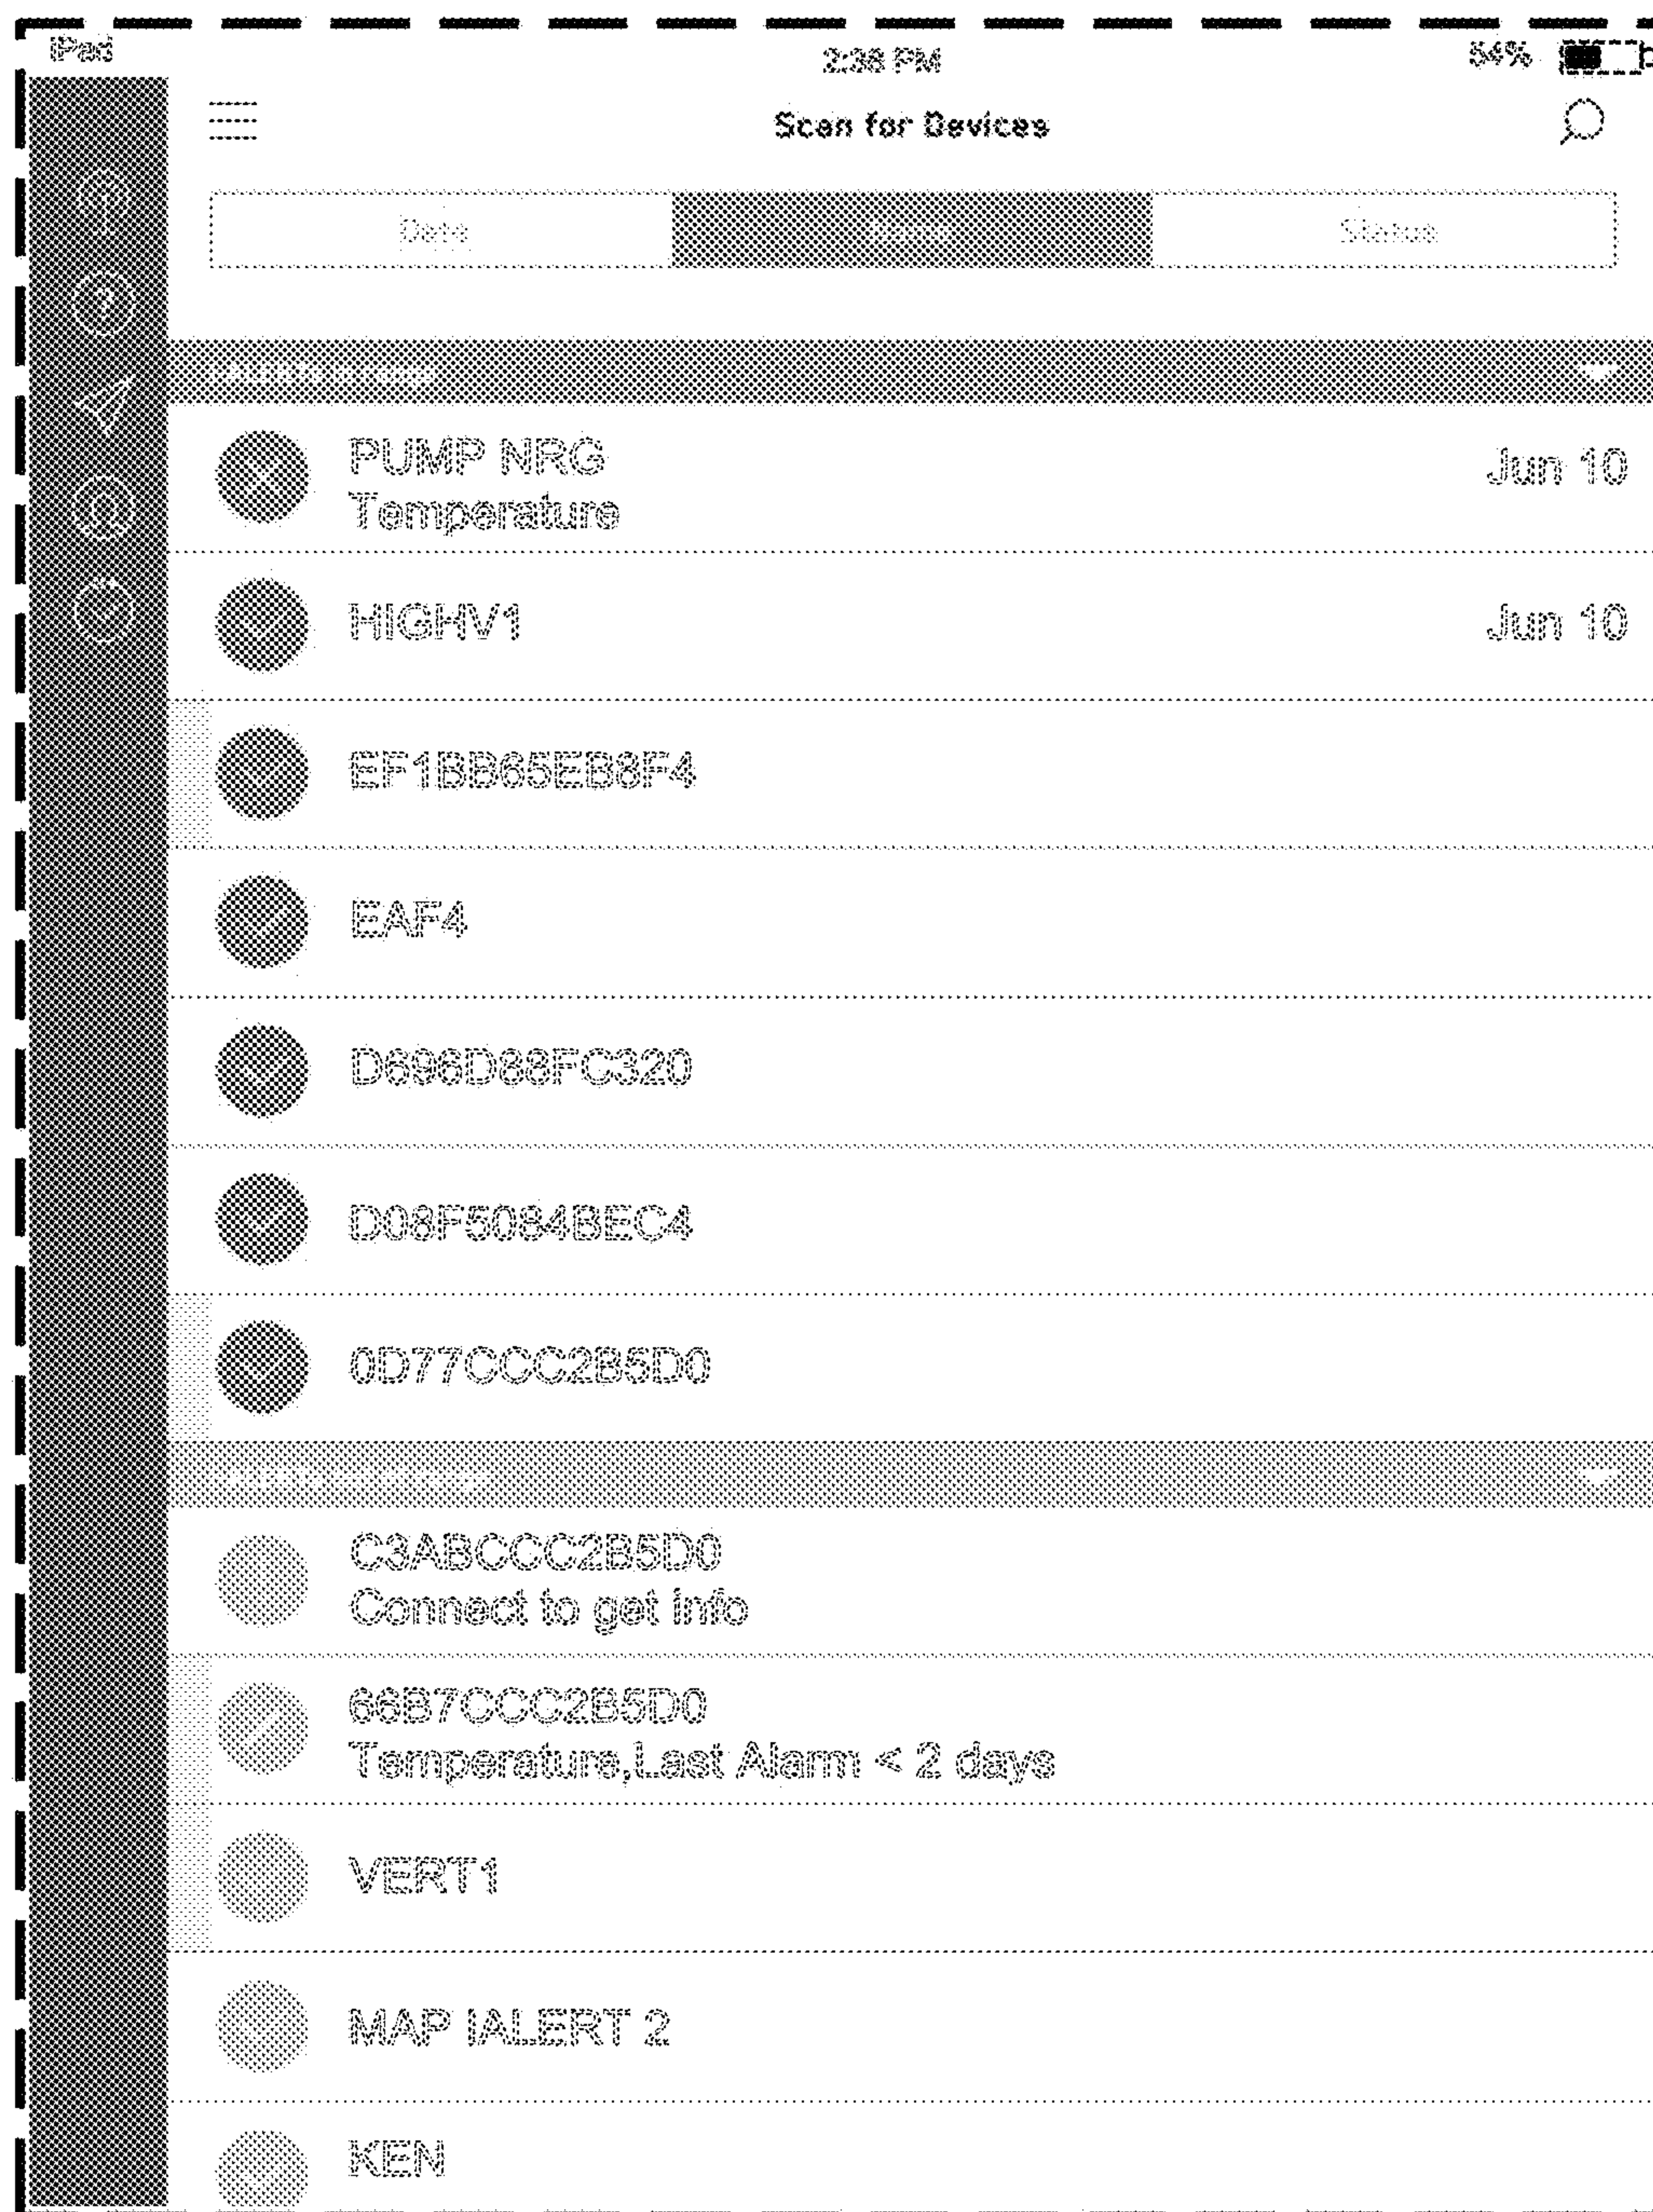 iPad 2:38 PM 54%
Scan for Devices
Date Name Status
PUMP NRG Jun 10
Temperature
HIGHV1 Jun 10
EF1BB65EB8F4
EAF4
D696D88FC320
D08F5084BEC4
0D77CCC2B5D0
C3ABCCC2B5D0
Connect to get info
66B7CCC2B5D0
Temperature,Last Alarm < 2 days
VERT1
MAP IALERT 2
KEN